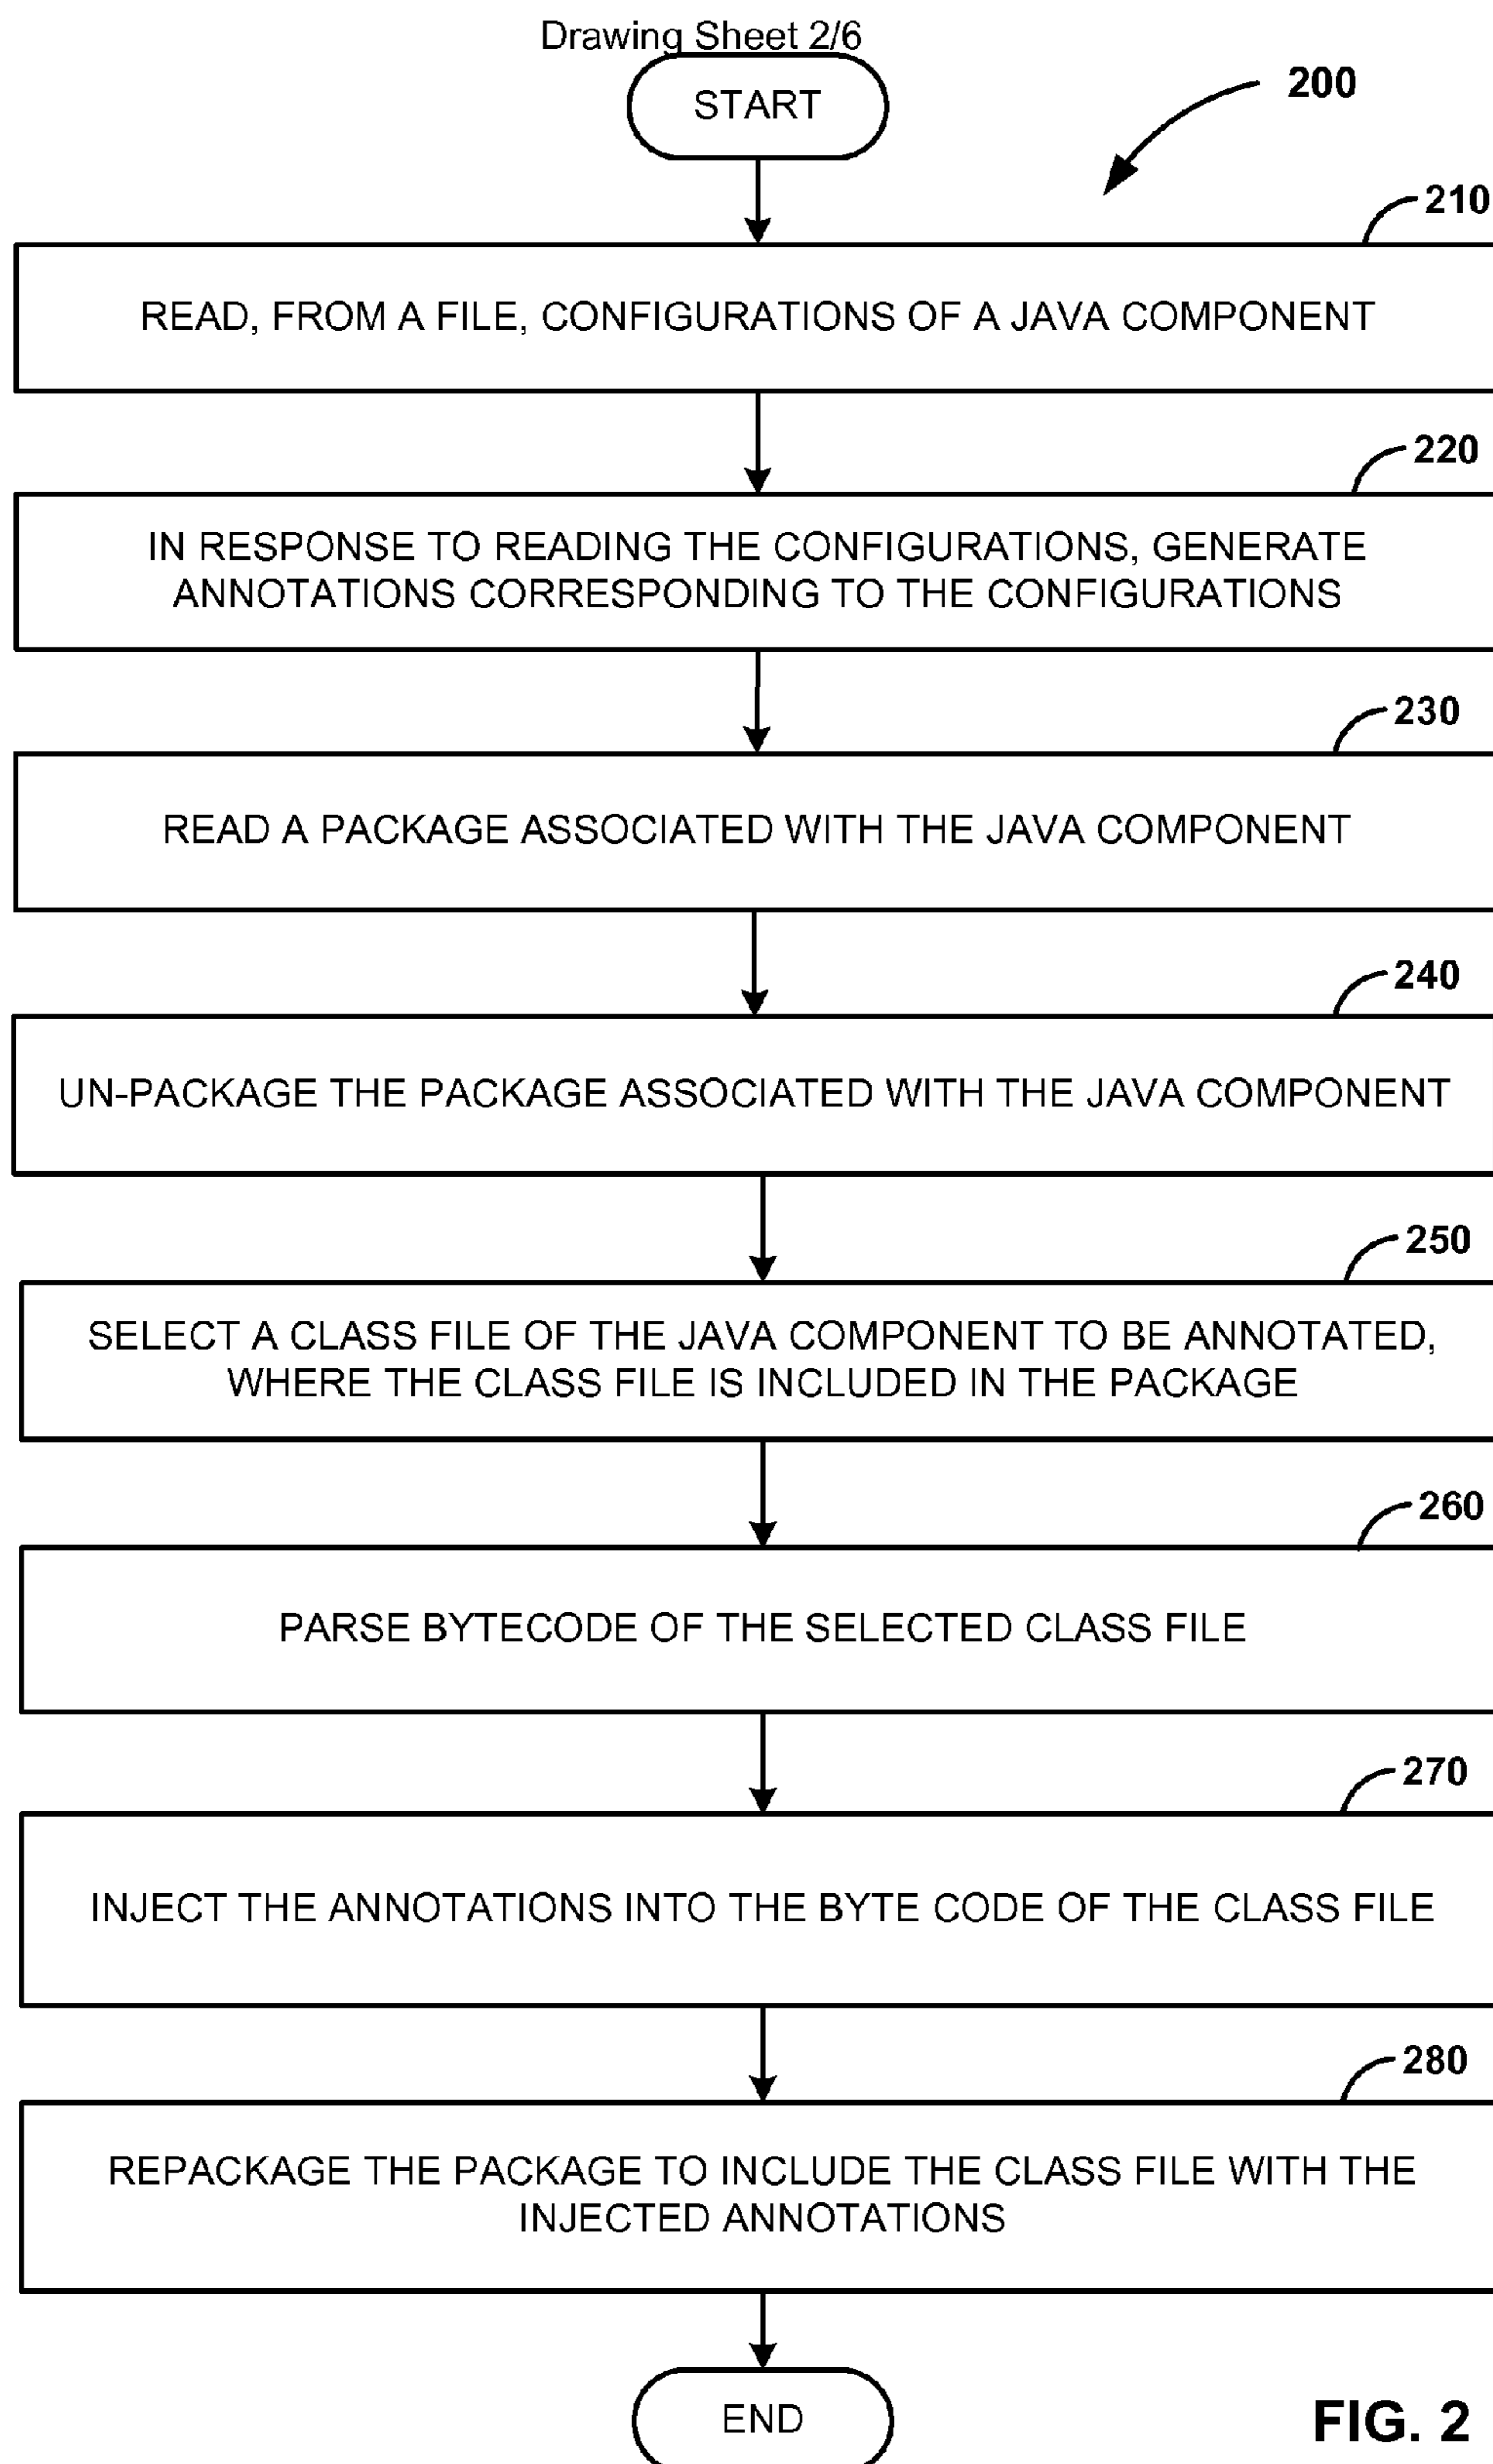 Drawing Sheet 2/6
START
200
210
READ, FROM A FILE, CONFIGURATIONS OF A JAVA COMPONENT
220
IN RESPONSE TO READING THE CONFIGURATIONS, GENERATE
ANNOTATIONS CORRESPONDING TO THE CONFIGURATIONS
230
READ A PACKAGE ASSOCIATED WITH THE JAVA COMPONENT
240
UN-PACKAGE THE PACKAGE ASSOCIATED WITH THE JAVA COMPONENT
250
SELECT A CLASS FILE OF THE JAVA COMPONENT TO BE ANNOTATED,
WHERE THE CLASS FILE IS INCLUDED IN THE PACKAGE
260
PARSE BYTECODE OF THE SELECTED CLASS FILE
270
INJECT THE ANNOTATIONS INTO THE BYTE CODE OF THE CLASS FILE
280
REPACKAGE THE PACKAGE TO INCLUDE THE CLASS FILE WITH THE
INJECTED ANNOTATIONS
END
FIG. 2